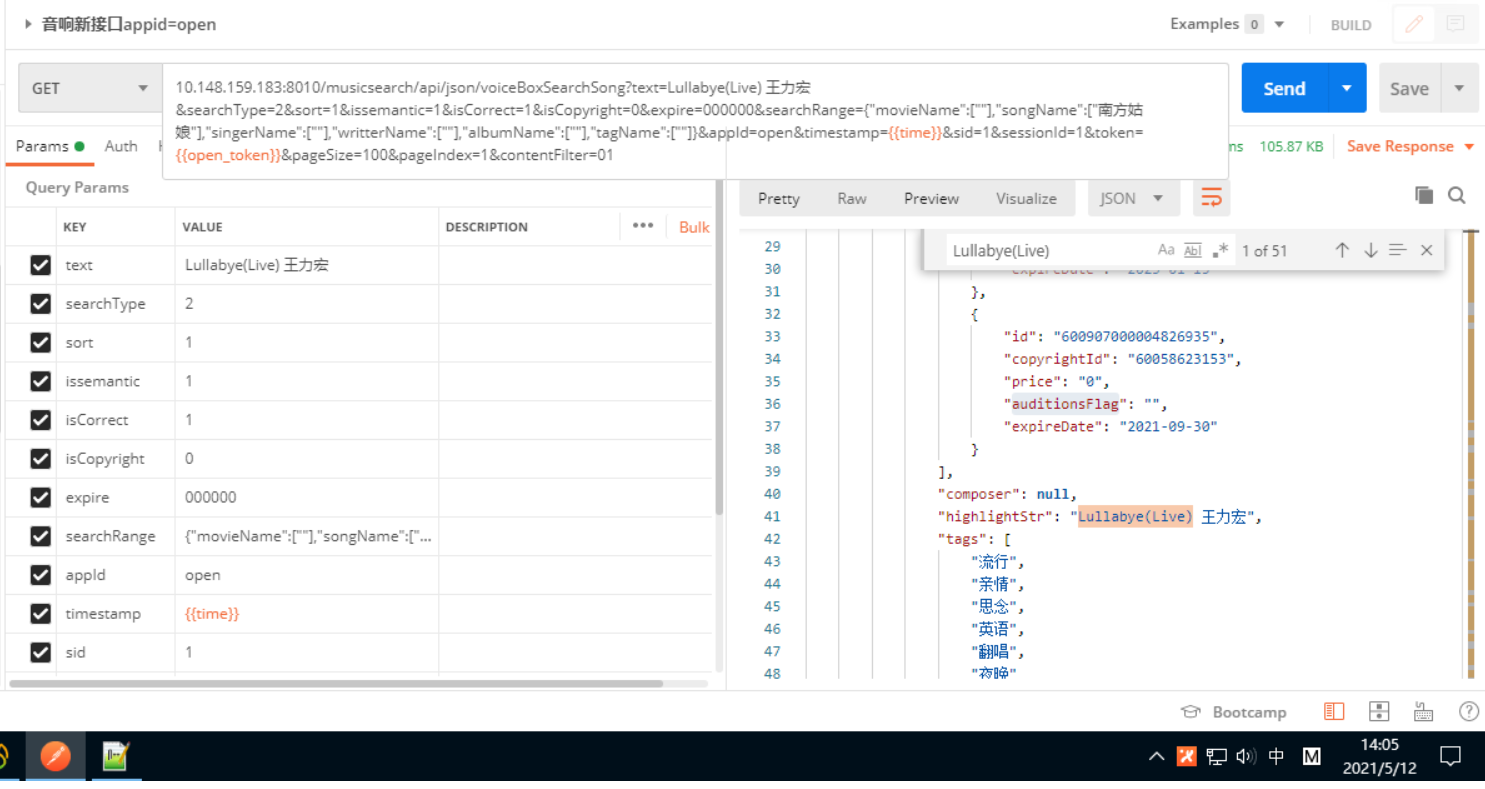 音响新接口appid=open
Examples 0
BUILD
GET
10.148.159.183:8010/musicsearch/api/json/voiceBoxSearchSong?text=Lullabye(Live) 王力宏
&searchType=2&sort=1&issemantic=1&isCorrect=1&isCopyright=0&expire=000000&searchRange={"movieName":[""],"songName":["南方姑
娘"],"singerName":[""],"writterName":[""],"albumName":[""],"tagName":[""]}&appId=open&timestamp={{time}}&sid=1&sessionId=1&token=
{{open_token}}&pageSize=100&pageIndex=1&contentFilter=01
Send
Save
Params
Auth
ns 105.87 KB
Save Response
Query Params
KEY VALUE DESCRIPTION ••• Bulk
text Lullabye(Live) 王力宏
searchType 2
sort 1
issemantic 1
isCorrect 1
isCopyright 0
expire 000000
searchRange {"movieName":[""],"songName":["...
appId open
timestamp {{time}}
sid 1
Pretty Raw Preview Visualize JSON
Lullabye(Live) Aa Abl .* 1 of 51
29
30
31 },
32 {
33 "id": "600907000004826935",
34 "copyrightId": "60058623153",
35 "price": "0",
36 "auditionsFlag": "",
37 "expireDate": "2021-09-30"
38 }
39 ],
40 "composer": null,
41 "highlightStr": "Lullabye(Live) 王力宏",
42 "tags": [
43 "流行",
44 "亲情",
45 "思念",
46 "英语",
47 "翻唱",
48 "夜晚"
Bootcamp
中 M
14:05
2021/5/12